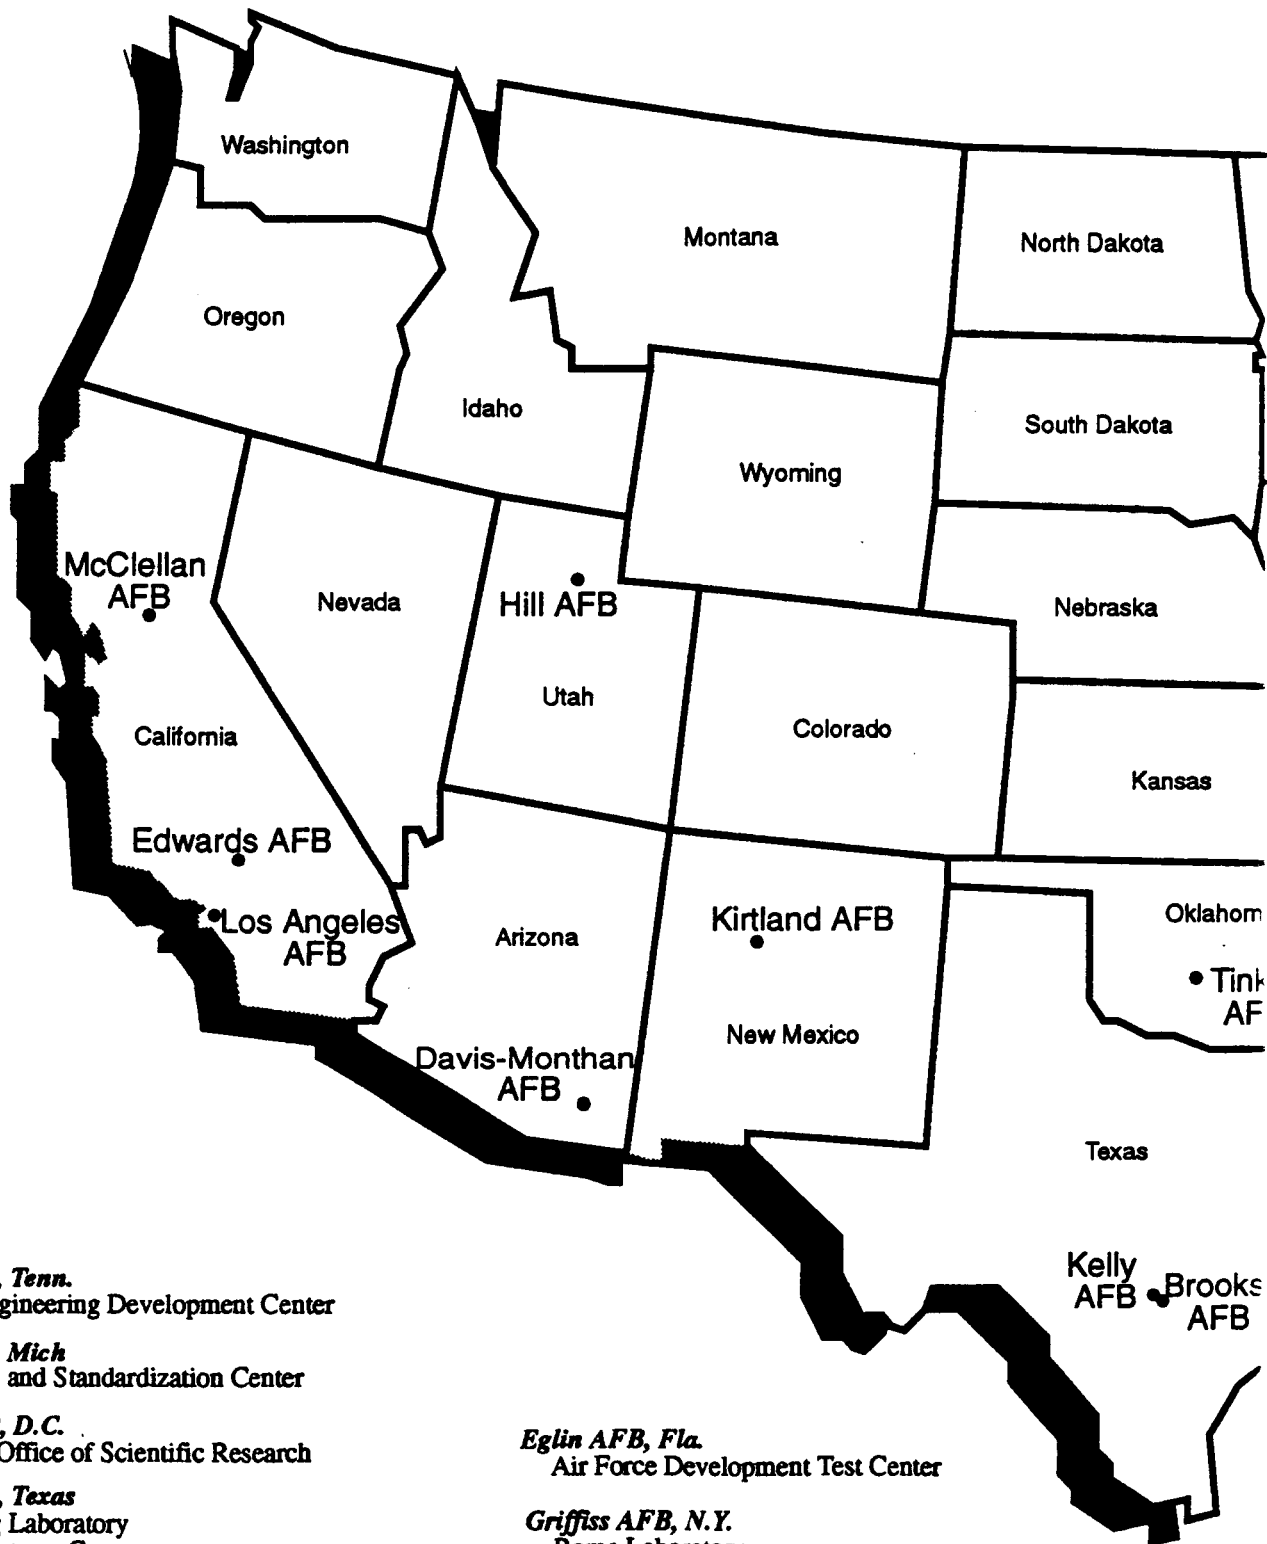 Washington
Montana
North Dakota
Oregon
Idaho
South Dakota
Wyoming
McClellan
AFB
Nevada
Hill AFB
Nebraska
Utah
California
Colorado
Kansas
Edwards AFB
Los Angeles
AFB
Arizona
Kirtland AFB
Oklahom
Tink
AF
New Mexico
Davis-Monthan
AFB
Texas
Kelly
AFB
Brooks
AFB
, Tenn.
gineering Development Center
Mich
and Standardization Center
, D.C.
Office of Scientific Research
, Texas
Laboratory
Eglin AFB, Fla.
Air Force Development Test Center
Griffiss AFB, N.Y.
Rome Laboratory